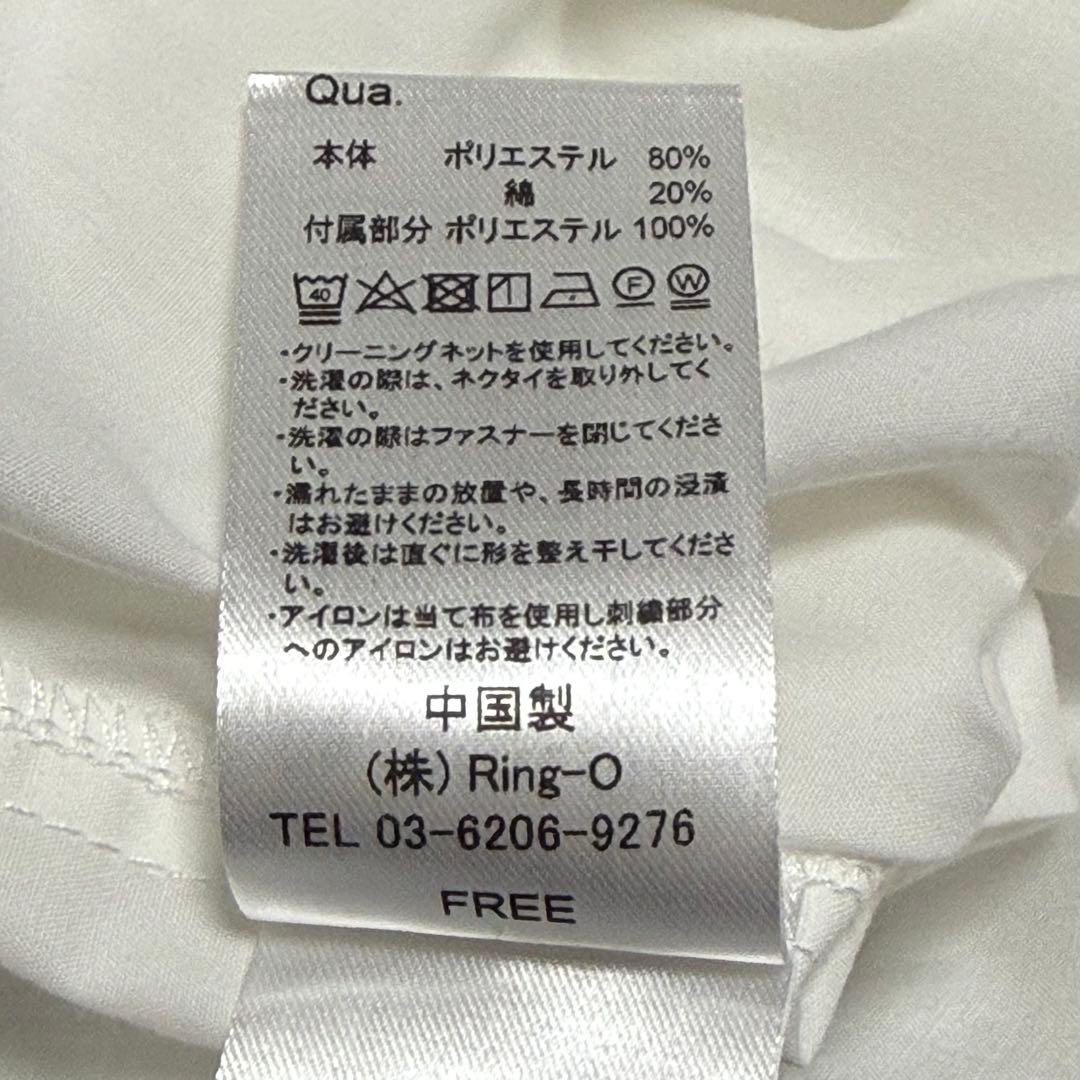 Qua.
本体 ポリエステル 80%
綿 20%
付属部分 ポリエステル 100%
40 F W
・クリーニングネットを使用してください。
・洗濯の際は、ネクタイを取り外してく
ださい。
・洗濯の際はファスナーを閉じてくださ
い。
・濡れたままの放置や、長時間の浸漬
はお避けください。
・洗濯後は直ぐに形を整え干してくださ
い。
・アイロンは当て布を使用し刺繍部分
へのアイロンはお避けください。
中国製
(株) Ring-O
TEL 03-6206-9276
FREE